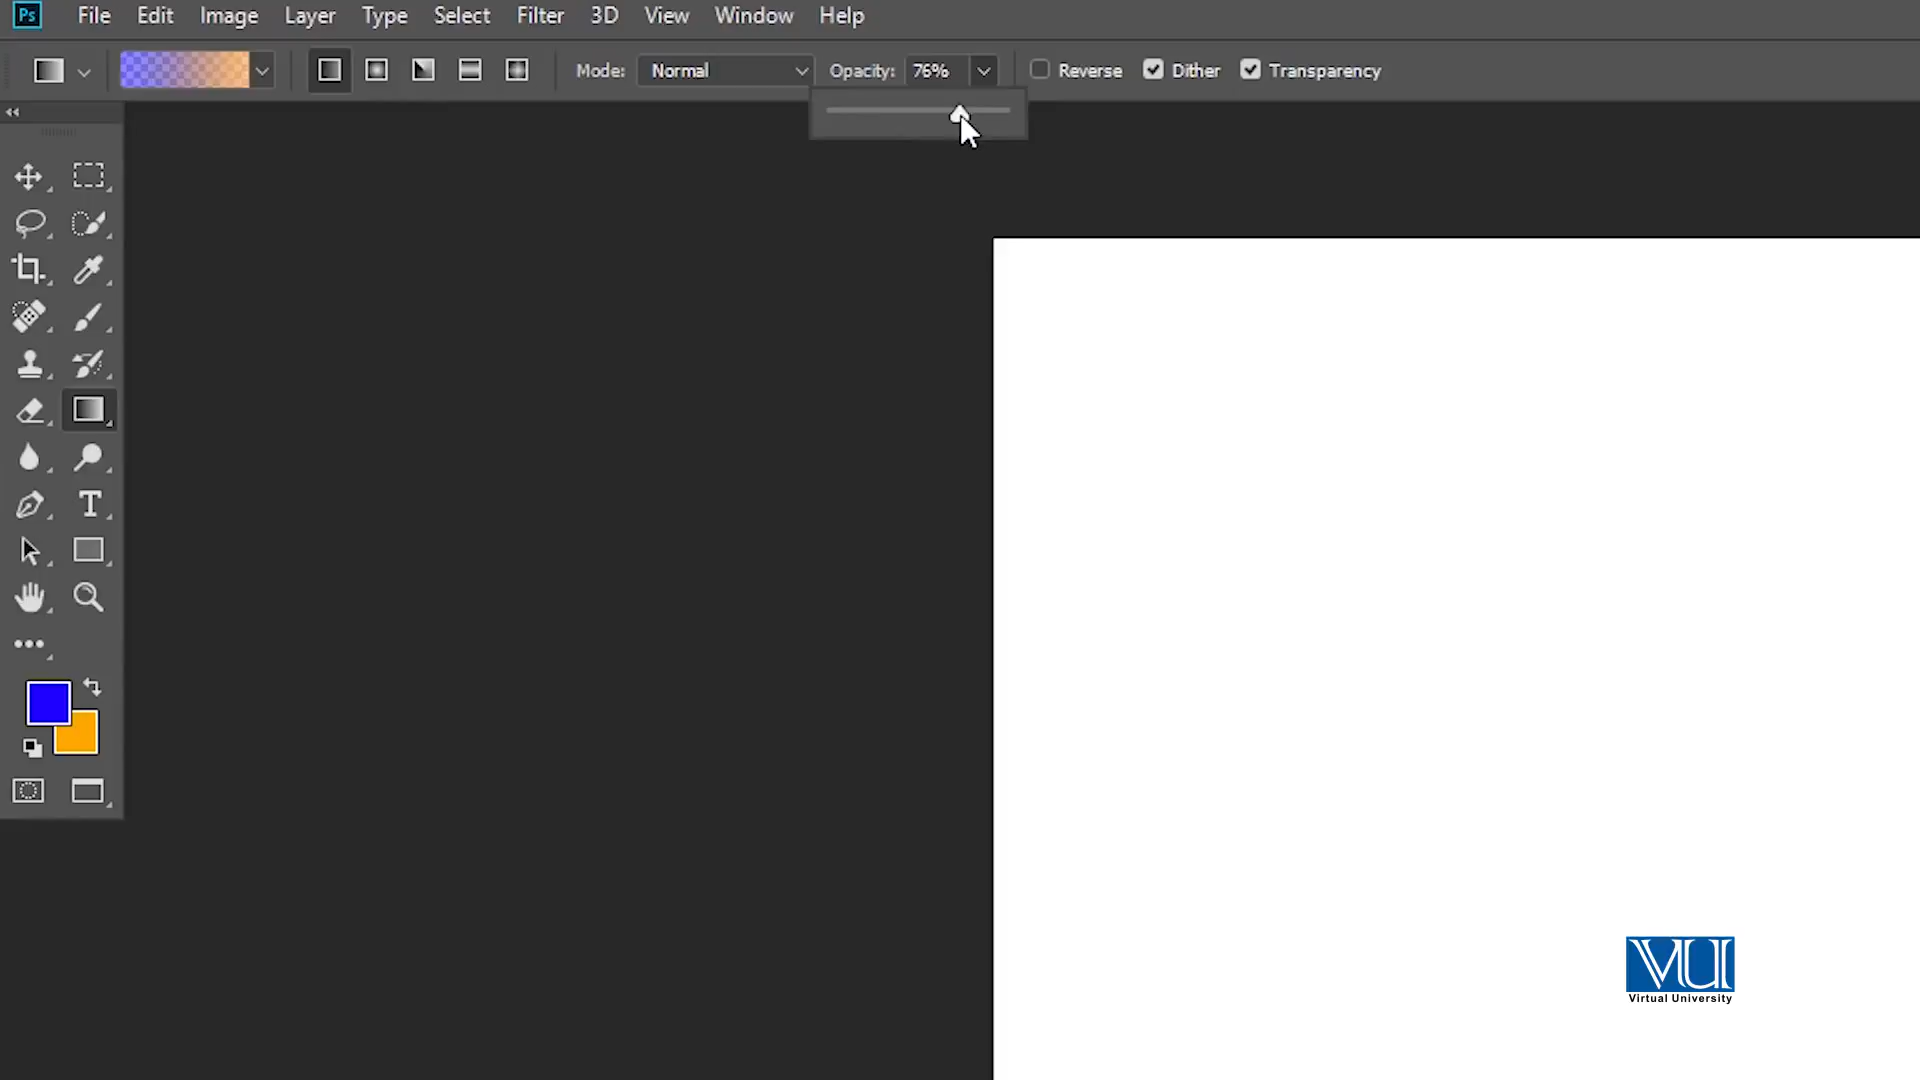 Ps File Edit Image Layer Type Select Filter 3D View Window Help
Mode: Normal Opacity: 76% Reverse Dither Transparency
T
VU
Virtual University